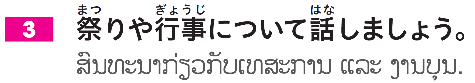 3 祭りや行事について話しましょう。
ສົນທະນາກ່ຽວກັບເທສະການ ແລະ ງານບຸນ.